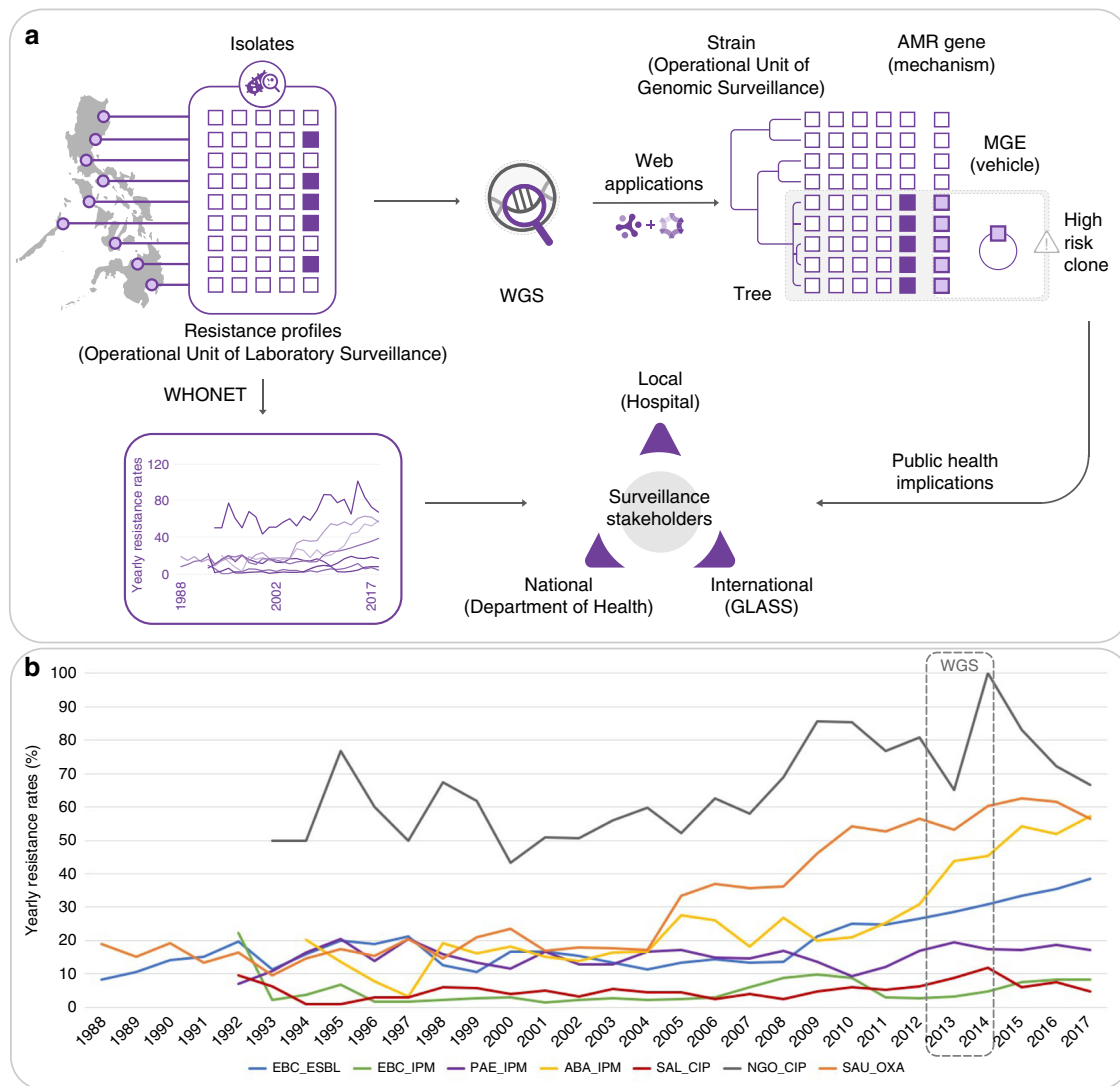 a
Isolates
Resistance profiles
(Operational Unit of Laboratory Surveillance)
WHONET
WGS
Web
applications
Strain
(Operational Unit of
Genomic Surveillance)
AMR gene
(mechanism)
MGE
(vehicle)
High
risk
clone
Tree
Yearly resistance rates
120
80
40
0
1988
2002
2017
Local
(Hospital)
Surveillance
stakeholders
National
(Department of Health)
International
(GLASS)
Public health
implications
b
WGS
Yearly resistance rates (%)
100
90
80
70
60
50
40
30
20
10
0
1988
1989
1990
1991
1992
1993
1994
1995
1996
1997
1998
1999
2000
2001
2002
2003
2004
2005
2006
2007
2008
2009
2010
2011
2012
2013
2014
2015
2016
2017
EBC_ESBL EBC_IPM PAE_IPM ABA_IPM SAL_CIP NGO_CIP SAU_OXA